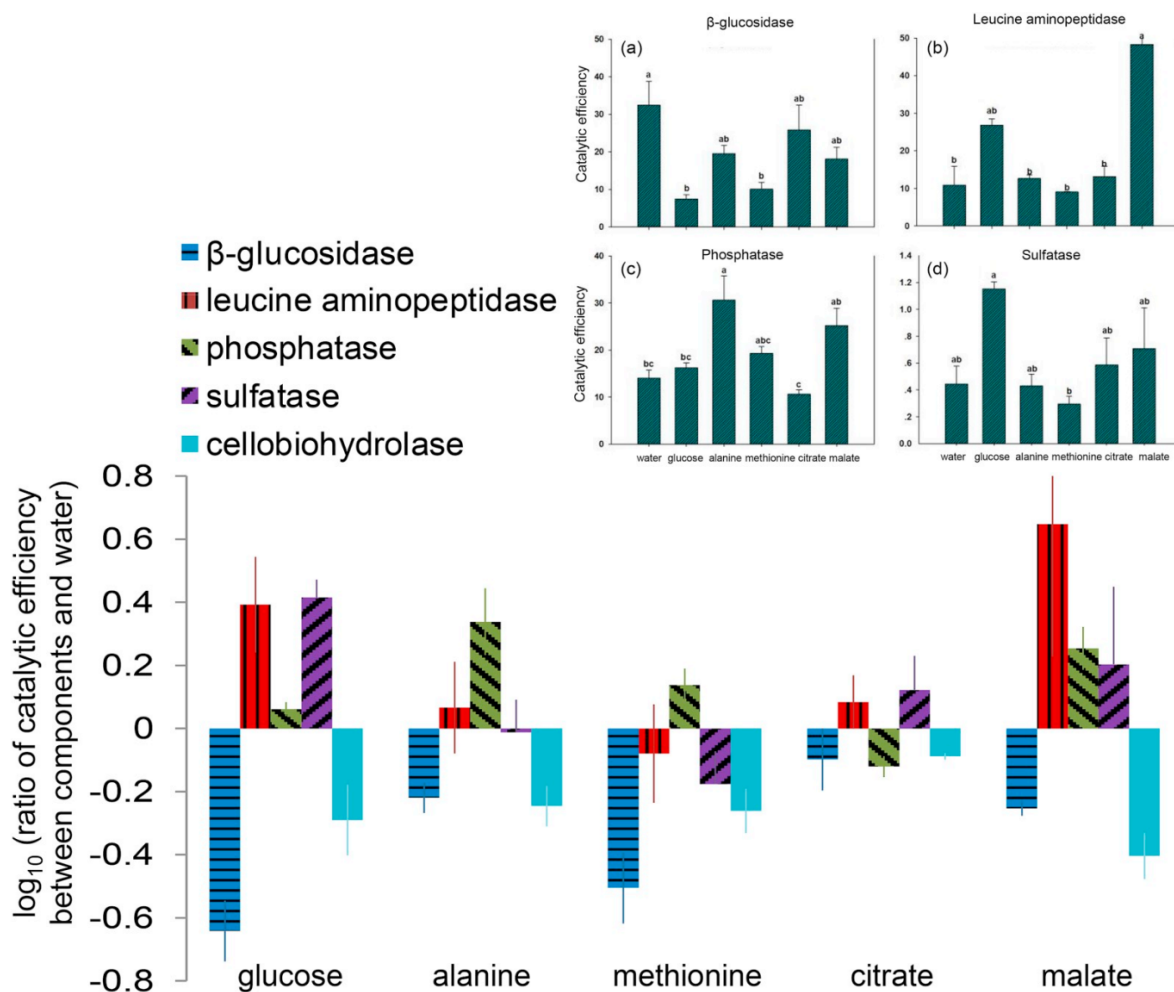 β-glucosidase
(a)
Catalytic efficiency
50
40
30
20
10
0
a
b
ab
b
ab
ab
Leucine aminopeptidase
(b)
50
40
30
20
10
0
b
ab
b
b
b
a
Phosphatase
(c)
Catalytic efficiency
40
30
20
10
0
bc
bc
a
abc
c
ab
water glucose alanine methionine citrate malate
Sulfatase
(d)
1.4
1.2
1.0
.8
.6
.4
.2
0.0
ab
a
ab
b
ab
ab
water glucose alanine methionine citrate malate
β-glucosidase
leucine aminopeptidase
phosphatase
sulfatase
cellobiohydrolase
log10 (ratio of catalytic efficiency
between components and water)
0.8
0.6
0.4
0.2
0
-0.2
-0.4
-0.6
-0.8
glucose alanine methionine citrate malate